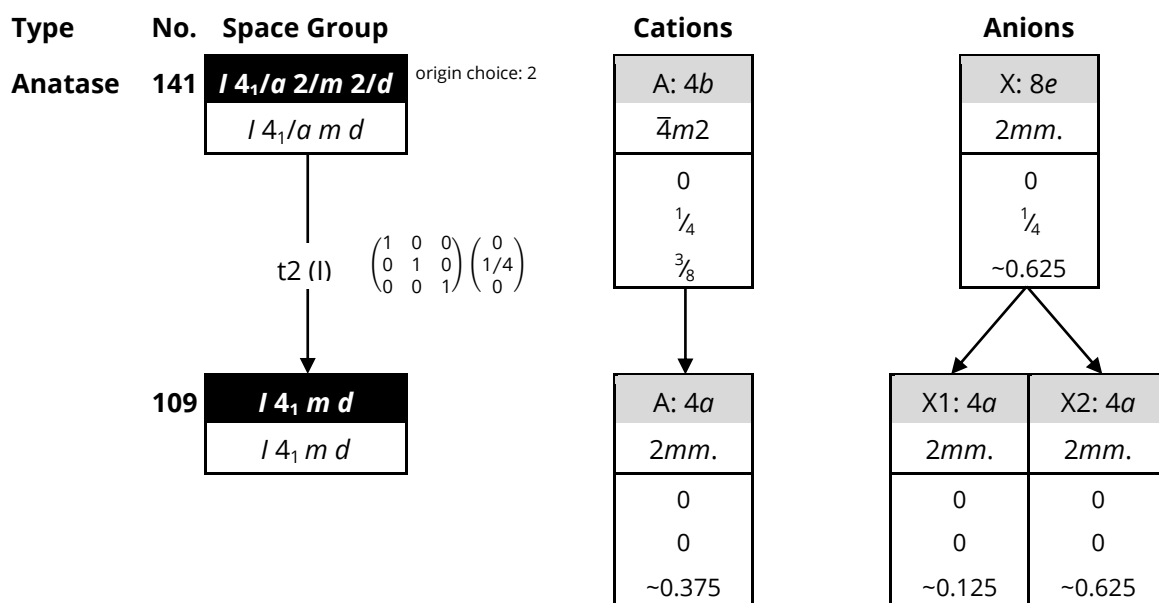 Type No. Space Group Cations Anions
Anatase 141 I 4₁/a 2/m 2/d origin choice: 2 A: 4b X: 8e
I 4₁/a m d 4̅m2 2mm.
0 0
¼ ¼
⅜ ~0.625
t2 (I) (1 0 0 0 1 0 0 0 1) (0 1/4 0)
109 I 4₁ m d A: 4a X1: 4a X2: 4a
I 4₁ m d 2mm. 2mm. 2mm.
0 0 0
0 0 0
~0.375 ~0.125 ~0.625